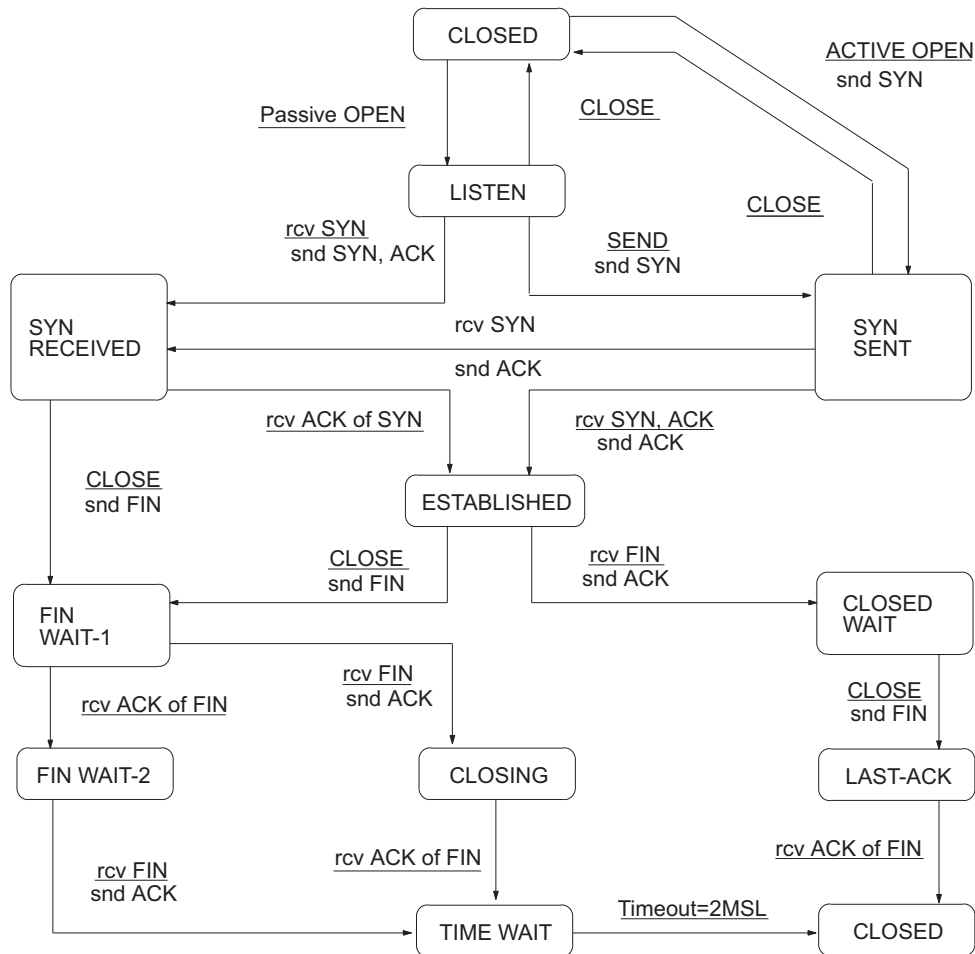 CLOSED
ACTIVE OPEN
snd SYN
Passive OPEN
CLOSE
LISTEN
CLOSE
rcv SYN
snd SYN, ACK
SEND
snd SYN
SYN
RECEIVED
rcv SYN
snd ACK
SYN
SENT
rcv ACK of SYN
rcv SYN, ACK
snd ACK
CLOSE
snd FIN
ESTABLISHED
CLOSE
snd FIN
rcv FIN
snd ACK
FIN
WAIT-1
CLOSED
WAIT
rcv ACK of FIN
rcv FIN
snd ACK
CLOSE
snd FIN
FIN WAIT-2
CLOSING
LAST-ACK
rcv FIN
snd ACK
rcv ACK of FIN
rcv ACK of FIN
TIME WAIT
Timeout=2MSL
CLOSED